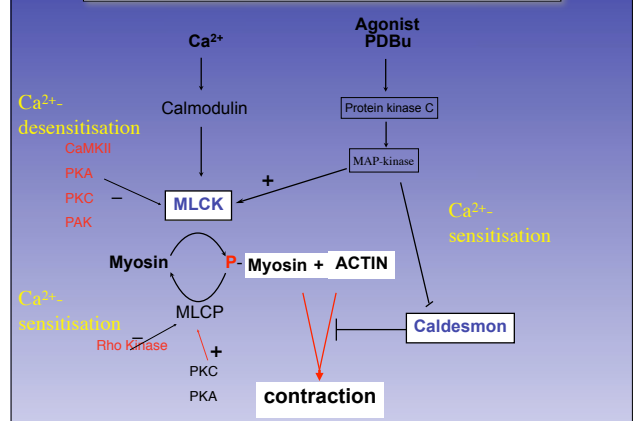 Ca²⁺
Agonist
PDBu
Calmodulin
Protein kinase C
MAP-kinase
Ca²⁺-
desensitisation
CaMKII
PKA
PKC
PAK
–
+
MLCK
Ca²⁺-
sensitisation
Myosin
P- Myosin + ACTIN
MLCP
Ca²⁺-
sensitisation
Rho Kinase
–
+
PKC
PKA
Caldesmon
contraction